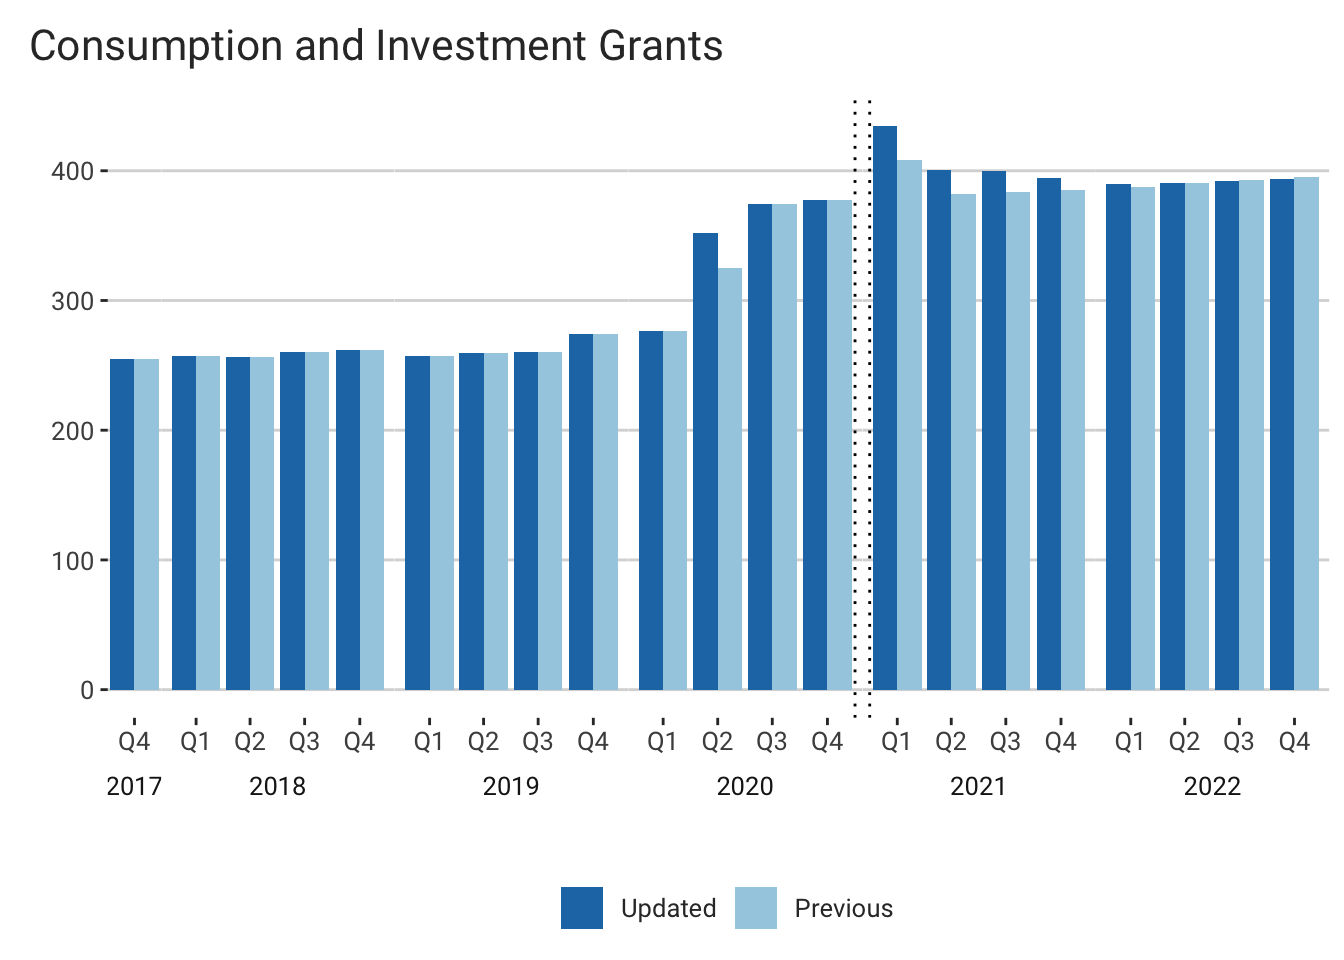 Consumption and Investment Grants
400
300
200
100
0
Q4 Q1 Q2 Q3 Q4 Q1 Q2 Q3 Q4 Q1 Q2 Q3 Q4 Q1 Q2 Q3 Q4 Q1 Q2 Q3 Q4
2017 2018 2019 2020 2021 2022
Updated Previous